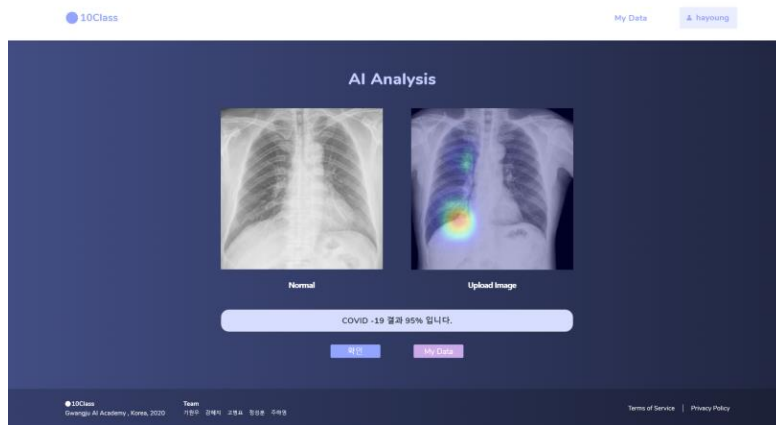 10Class
My Data
heyoung
AI Analysis
Normal
Upload Image
COVID -19 결과 95% 입니다.
확인
My Data
10Class
Gwangju AI Academy , Korea, 2020
Team
Terms of Service | Privacy Policy